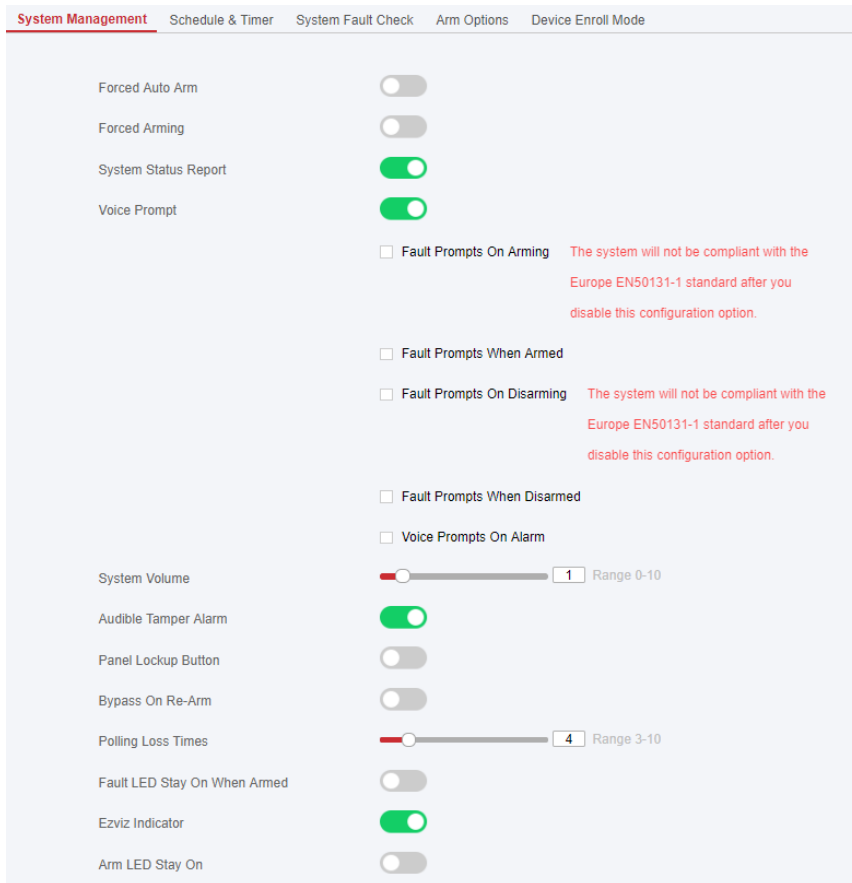 System Management Schedule & Timer System Fault Check Arm Options Device Enroll Mode
Forced Auto Arm
Forced Arming
System Status Report
Voice Prompt
Fault Prompts On Arming The system will not be compliant with the
Europe EN50131-1 standard after you
disable this configuration option.
Fault Prompts When Armed
Fault Prompts On Disarming The system will not be compliant with the
Europe EN50131-1 standard after you
disable this configuration option.
Fault Prompts When Disarmed
Voice Prompts On Alarm
System Volume 1 Range 0-10
Audible Tamper Alarm
Panel Lockup Button
Bypass On Re-Arm
Polling Loss Times 4 Range 3-10
Fault LED Stay On When Armed
Ezviz Indicator
Arm LED Stay On